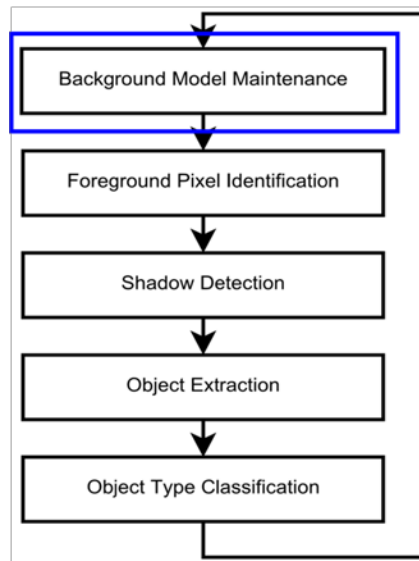 Background Model Maintenance
Foreground Pixel Identification
Shadow Detection
Object Extraction
Object Type Classification